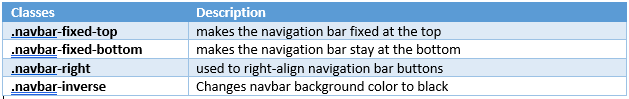 Classes Description
.navbar-fixed-top makes the navigation bar fixed at the top
.navbar-fixed-bottom makes the navigation bar stay at the bottom
.navbar-right used to right-align navigation bar buttons
.navbar-inverse Changes navbar background color to black